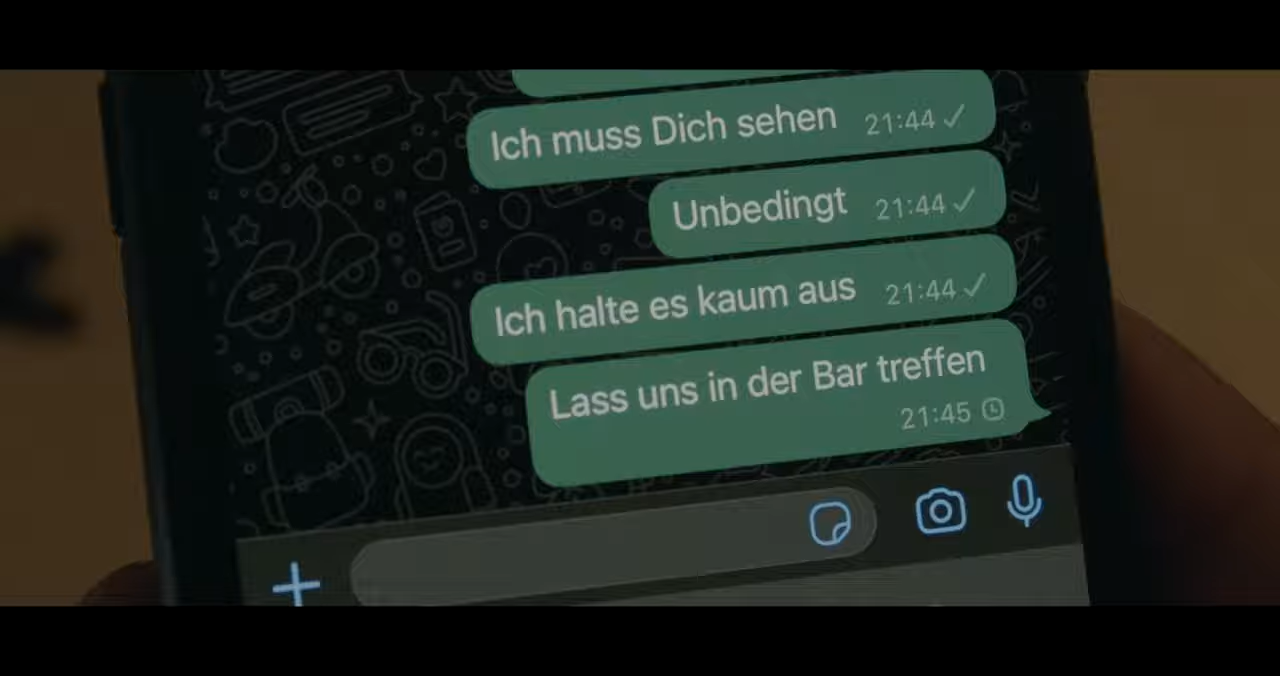 Ich muss Dich sehen 21:44
Unbedingt 21:44
Ich halte es kaum aus 21:44
Lass uns in der Bar treffen
21:45